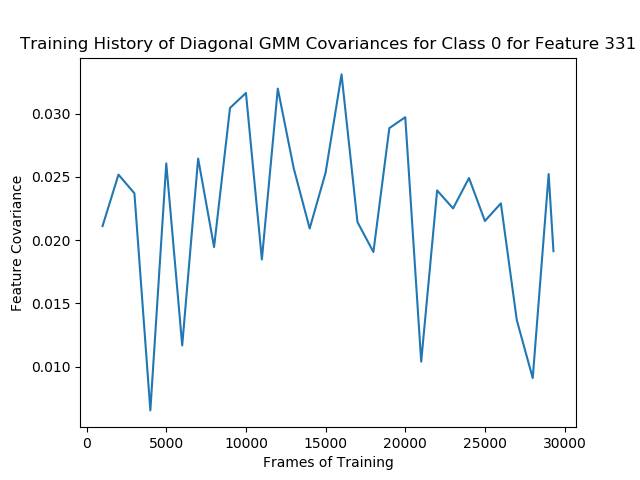 Training History of Diagonal GMM Covariances for Class 0 for Feature 331
0.030
0.025
0.020
0.015
0.010
Feature Covariance
0 5000 10000 15000 20000 25000 30000
Frames of Training